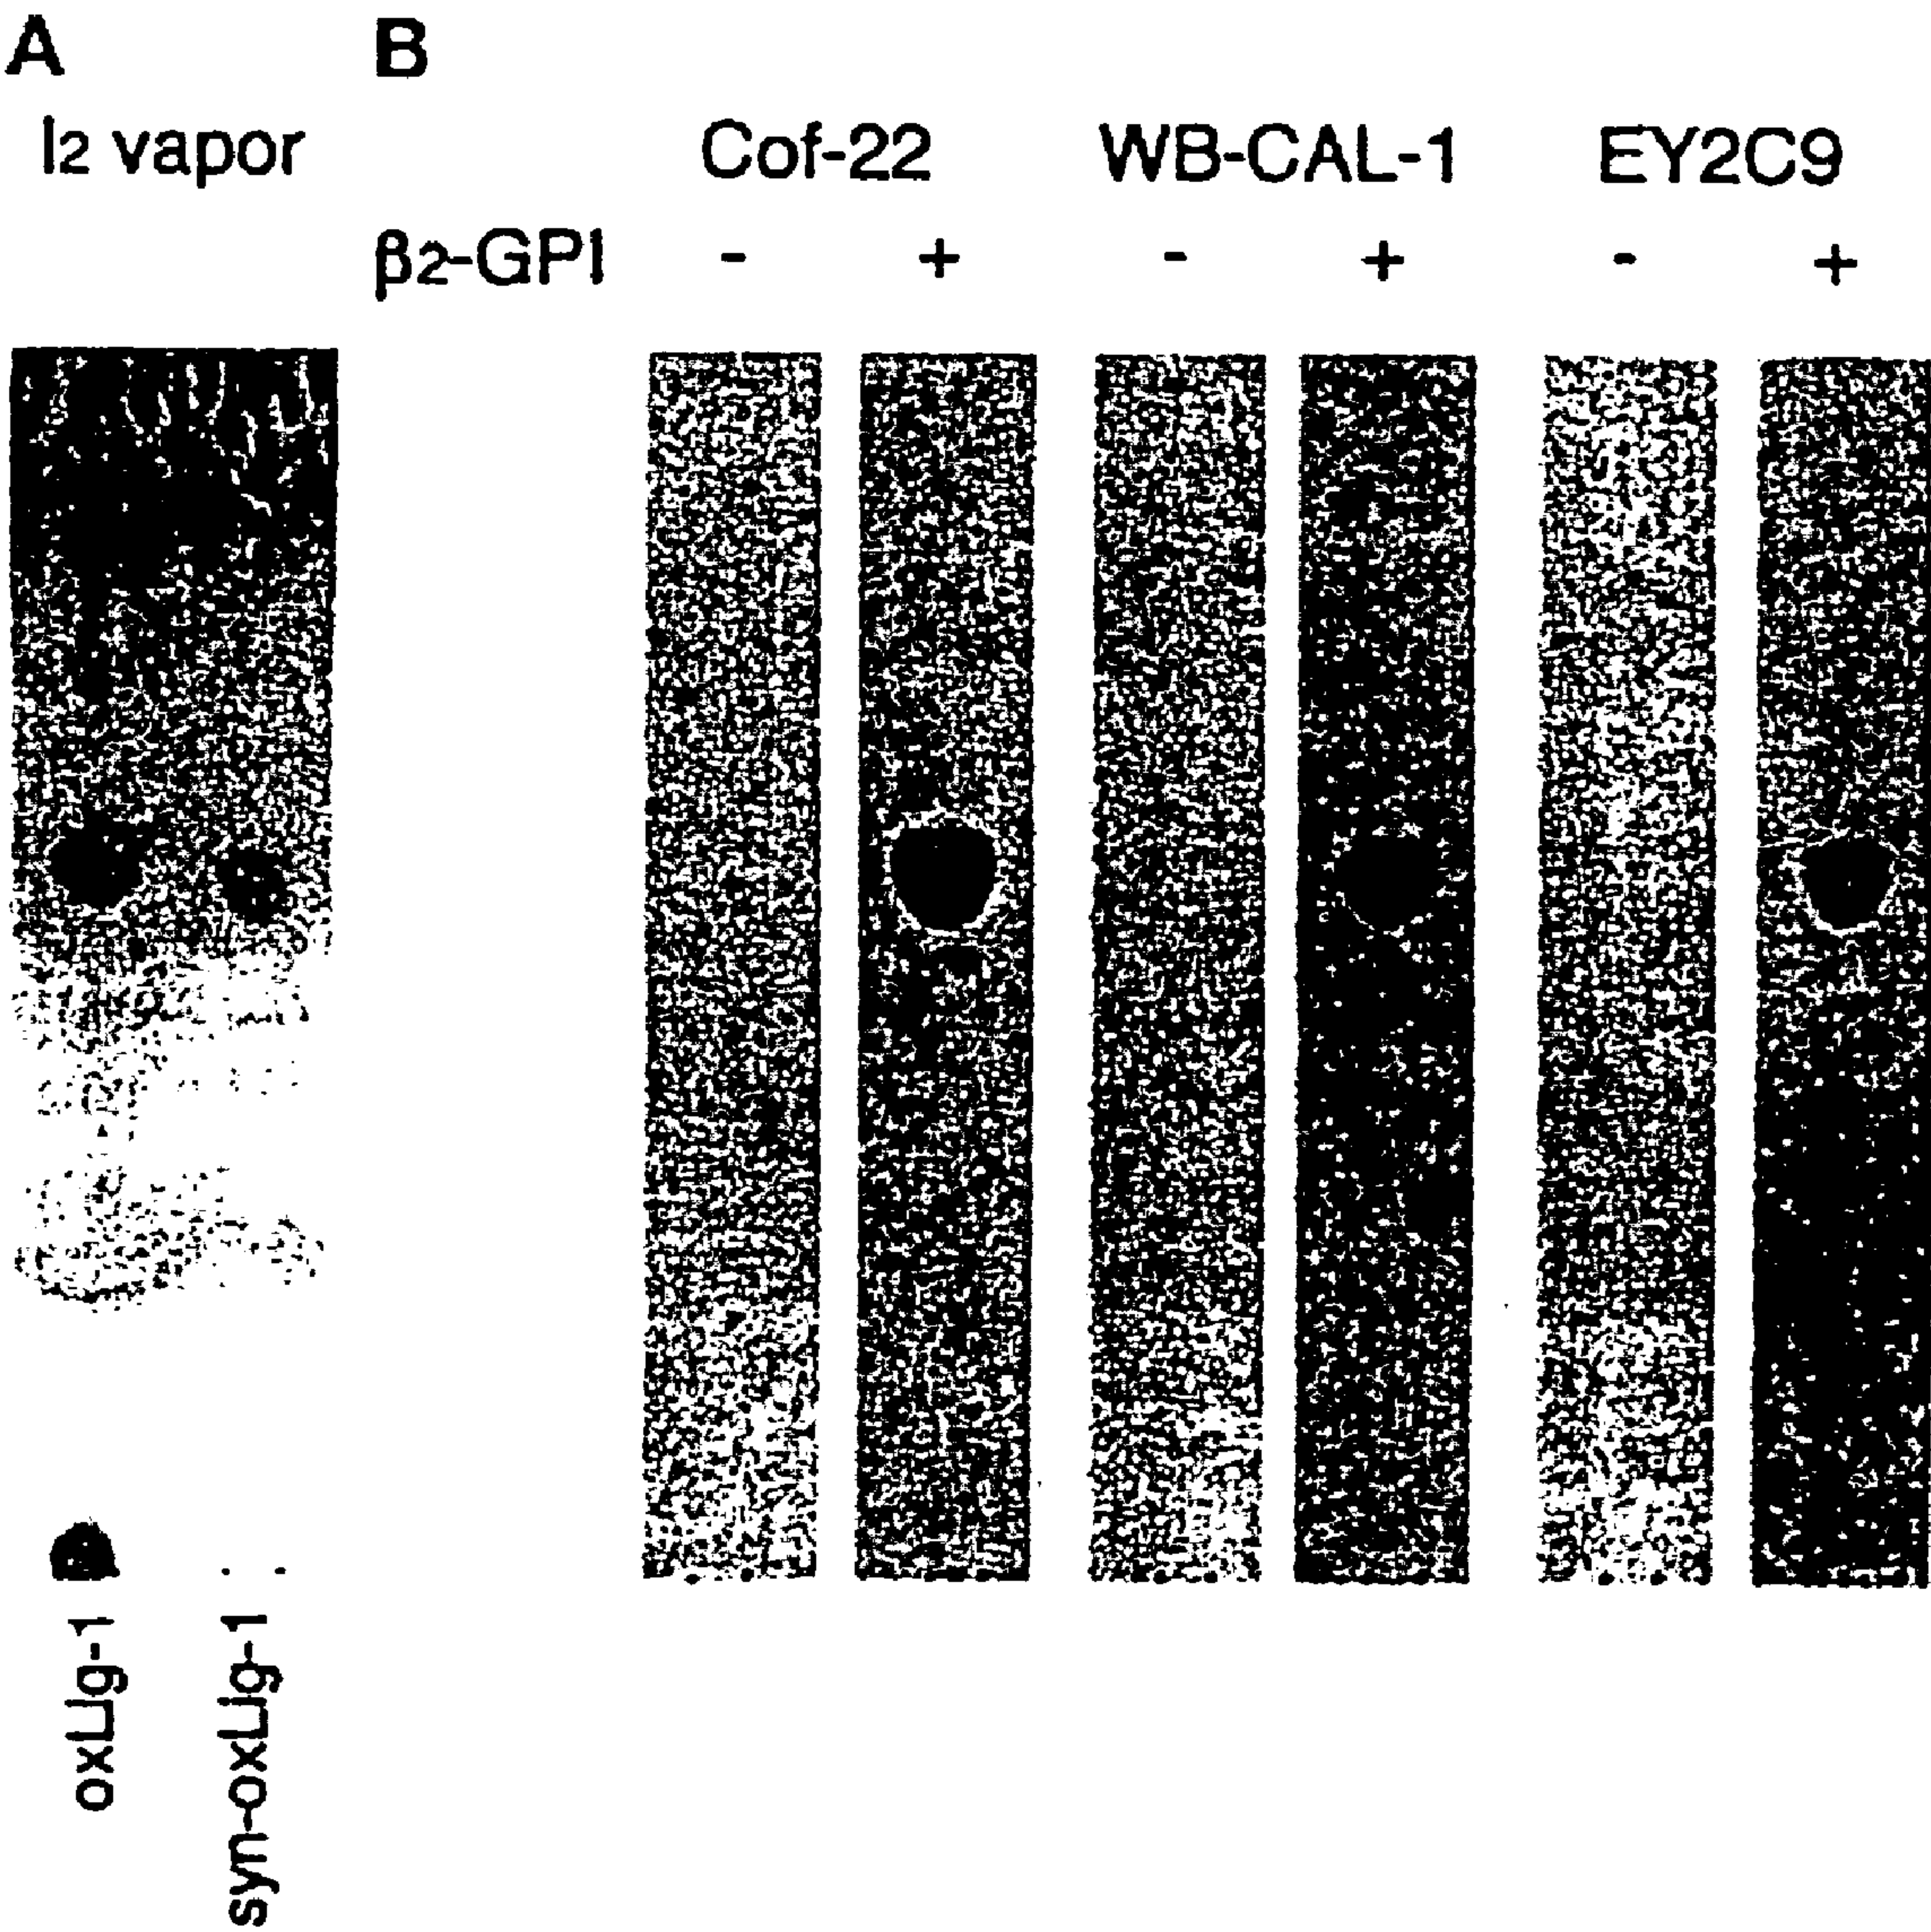 A B
I2 vapor Cof-22 WB-CAL-1 EY2C9
β2-GPI - + - + - +
oxLig-1
syn-oxLig-1